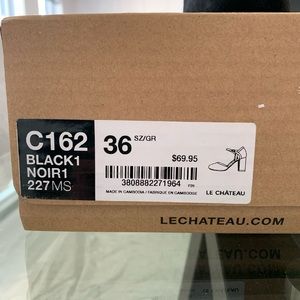 C162
BLACK1
NOIR1
227MS
36 SZ/GR
$69.95
3808882271964
MADE IN CAMBODIA / FABRIQUÉ EN CAMBODGE
LE CHÂTEAU
LECHATEAU.COM